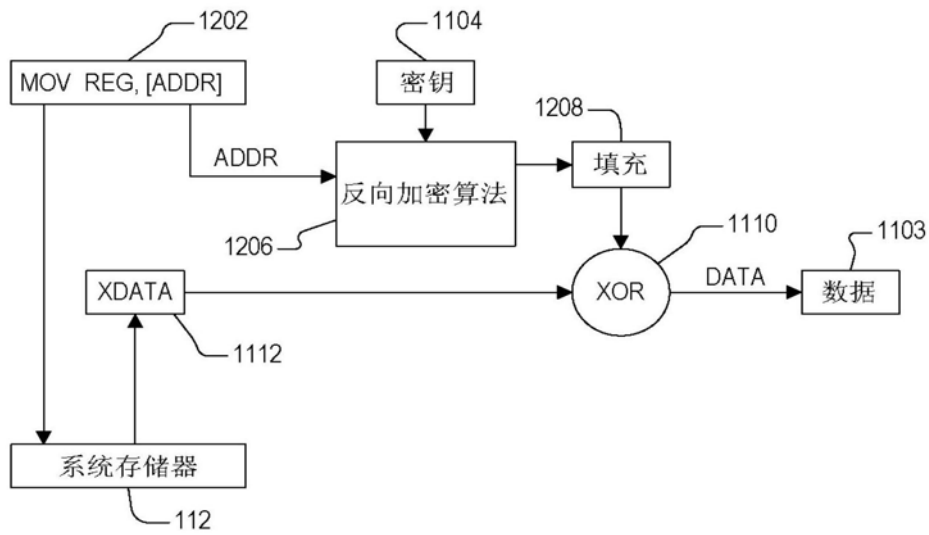 1202
MOV REG, [ADDR]
1104
密钥
1208
填充
ADDR
反向加密算法
1206
1110
XOR
DATA
1103
数据
XDATA
1112
系统存储器
112